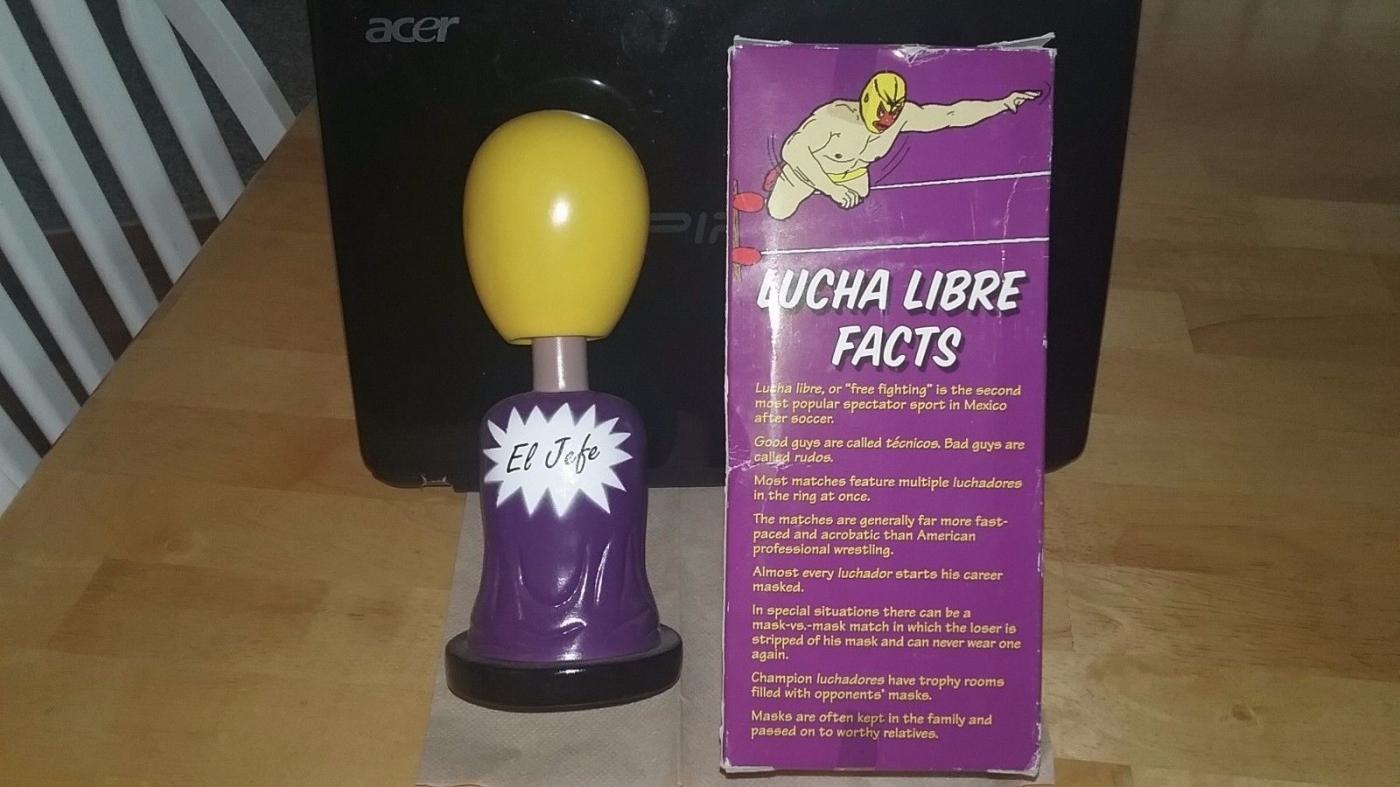 acer
El Jefe
LUCHA LIBRE
FACTS
Lucha libre, or “free fighting” is the second
most popular spectator sport in Mexico
after soccer.
Good guys are called técnicos. Bad guys are
called rudos.
Most matches feature multiple luchadores
in the ring at once.
The matches are generally far more fast-
paced and acrobatic than American
professional wrestling.
Almost every luchador starts his career
masked.
In special situations there can be a
mask-vs.-mask match in which the loser is
stripped of his mask and can never wear one
again.
Champion luchadores have trophy rooms
filled with opponents’ masks.
Masks are often kept in the family and
passed on to worthy relatives.